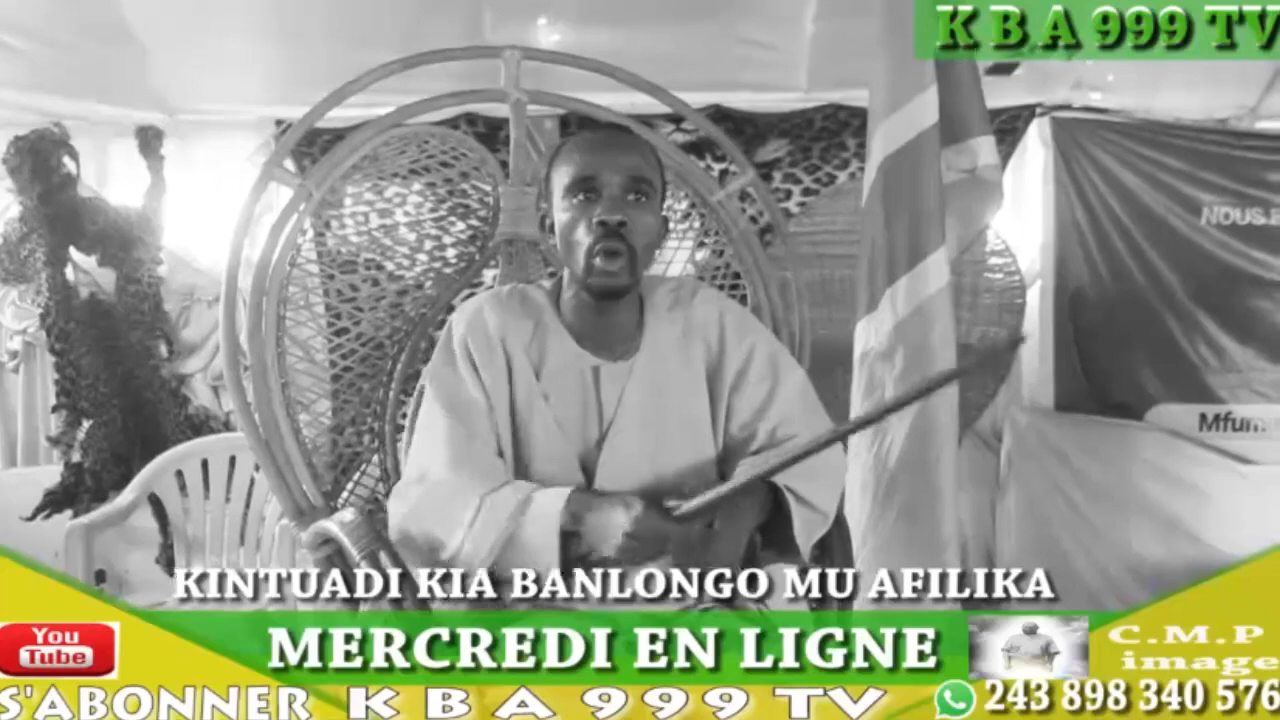 K B A 999 TV
NOUS
Mfum
KINTUADI KIA BANLONGO MU AFILIKA
MERCREDI EN LIGNE
You
Tube
C.M.P
image
S'ABONNER K B A 999 TV
243 898 340 576